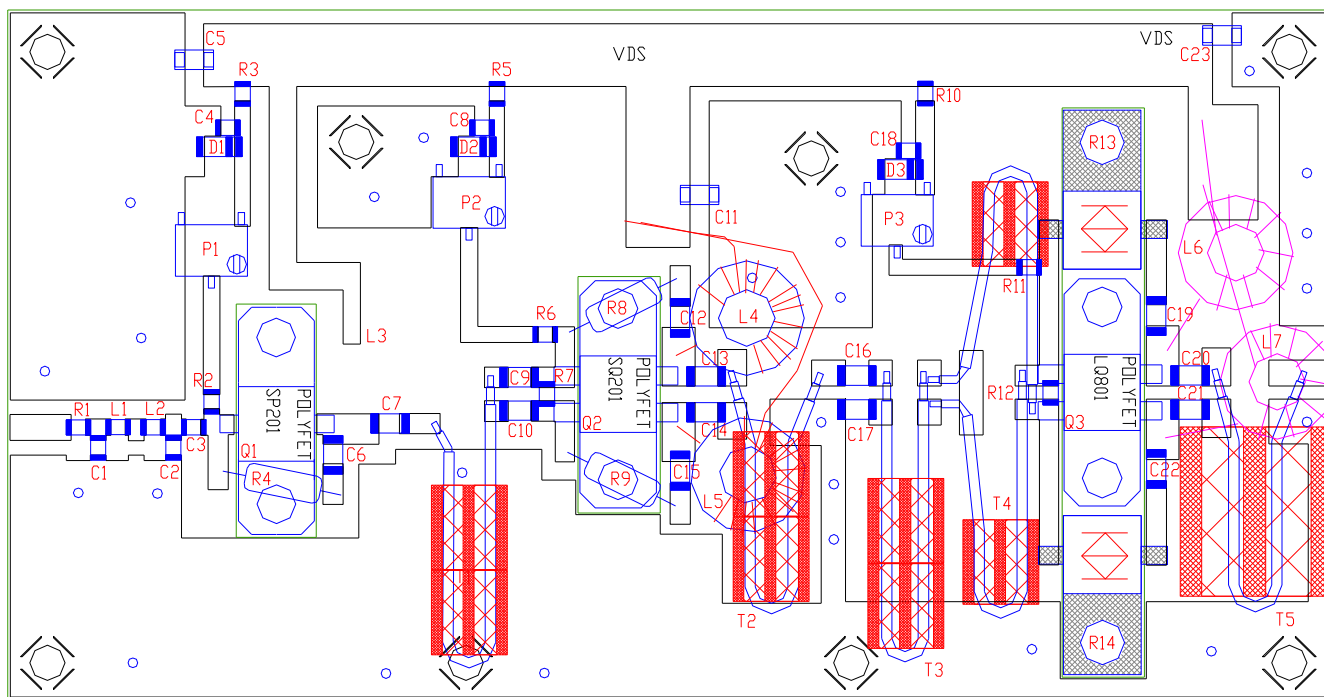 C5
VDS
VDS
C23
R3
R5
R10
C4
C8
C18
R13
D1
D2
D3
P2
C11
P3
P1
L6
R11
R8
C12
L4
C19
R6
L3
L7
C13
C16
C20
R2
C9
R7
SQ201
POLYFET
R12
LQ801
POLYFET
C21
R1
L1
L2
C3
SP201
POLYFET
C7
C10
Q2
C14
C17
Q3
C1
C2
Q1
C6
C15
C22
R4
R9
L5
T4
T2
T5
R14
T3